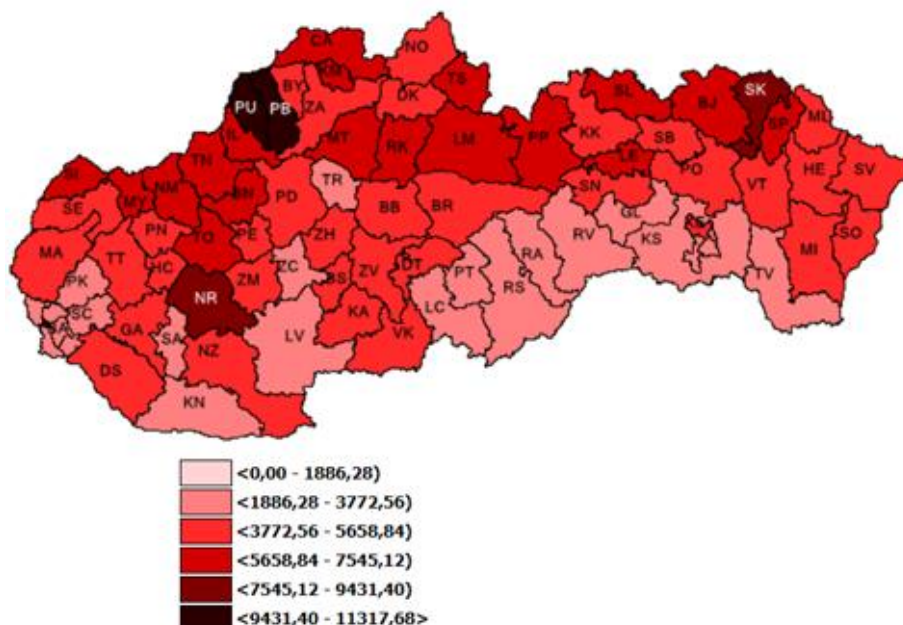 CA
NO
KM
TS
BY
PU
PB
ZA
DK
SL
BJ
SK
SP
ML
IL
MT
RK
LM
PP
KK
SB
TN
LE
SI
NM
BN
PD
TR
PO
VT
HE
SV
MY
SE
BB
BR
SN
GL
PN
TO
PE
ZH
MA
TT
RV
KS
MI
SO
PK
HC
ZM
ZC
BS
ZV
DT
RA
TV
NR
PT
RS
SC
GA
SA
LV
KA
VK
LC
DS
NZ
KN
<0,00 - 1886,28)
<1886,28 - 3772,56)
<3772,56 - 5658,84)
<5658,84 - 7545,12)
<7545,12 - 9431,40)
<9431,40 - 11317,68>